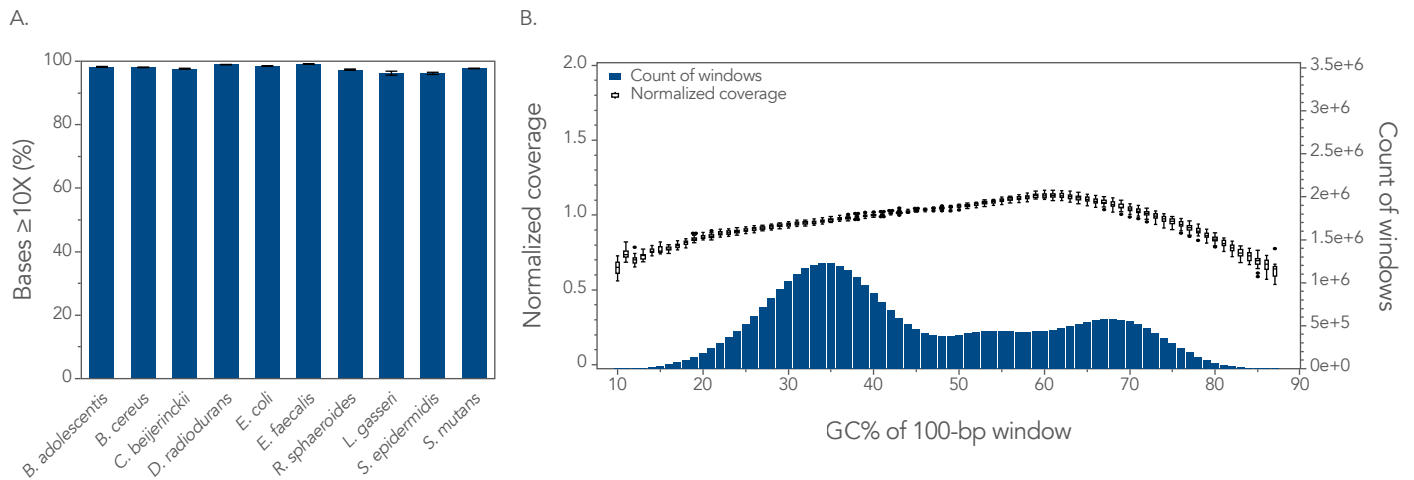 A.
Bases ≥10X (%)
100
80
60
40
20
0
B. adolescentis
B. cereus
C. beijerinckii
D. radiodurans
E. coli
E. faecalis
R. sphaeroides
L. gasseri
S. epidermidis
S. mutans
B.
Normalized coverage
2.0
1.5
1.0
0.5
0
Count of windows
Normalized coverage
3.5e+6
3e+6
2.5e+6
2e+6
1.5e+6
1e+6
5e+5
0e+0
Count of windows
10 20 30 40 50 60 70 80 90
GC% of 100-bp window